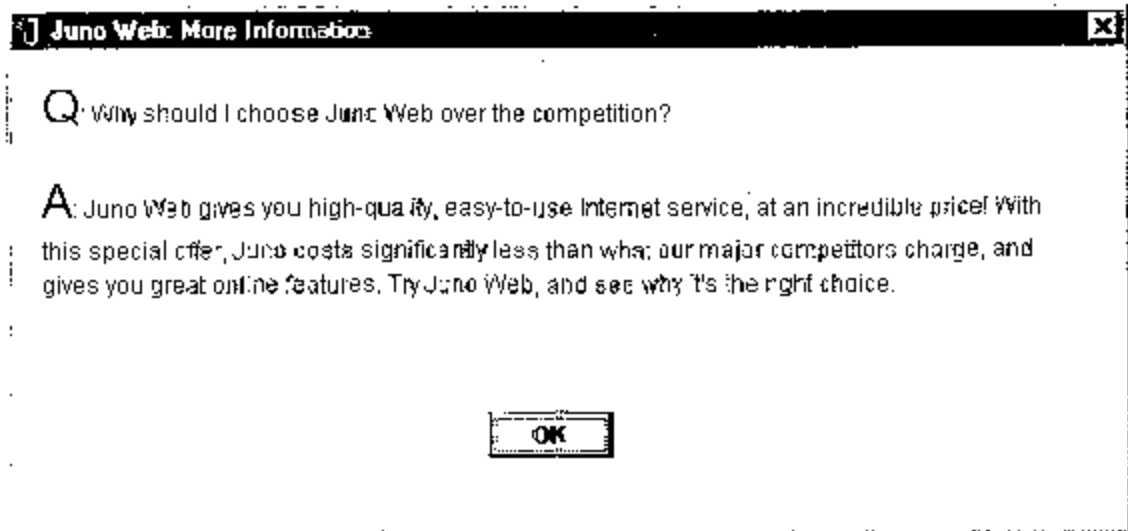 Juno Web: More Information
Q: Why should I choose Juno Web over the competition?
A: Juno Web gives you high-quality, easy-to-use Internet service, at an incredible price! With
this special offer, Juno costs significantly less than what our major competitors charge, and
gives you great online features. Try Juno Web, and see why it's the right choice.
OK